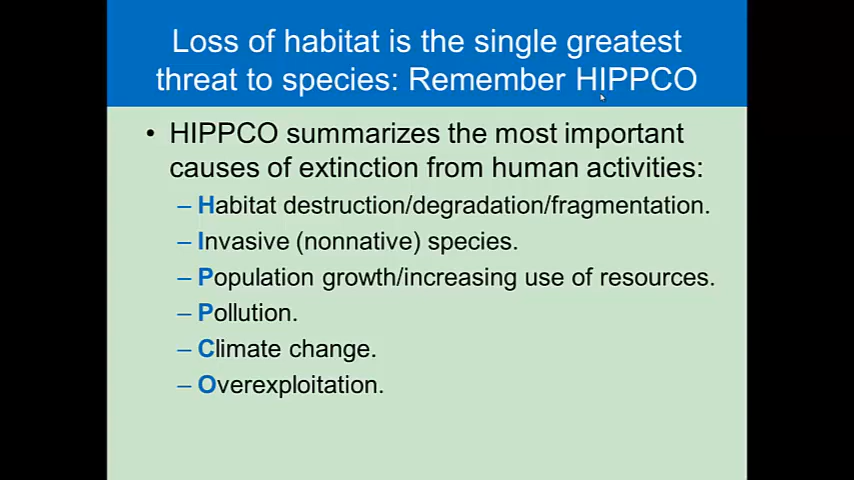 Loss of habitat is the single greatest
threat to species: Remember HIPPCO
• HIPPCO summarizes the most important
causes of extinction from human activities:
– Habitat destruction/degradation/fragmentation.
– Invasive (nonnative) species.
– Population growth/increasing use of resources.
– Pollution.
– Climate change.
– Overexploitation.